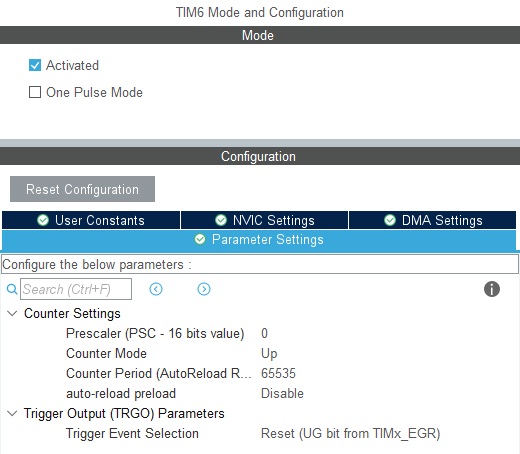 TIM6 Mode and Configuration
Mode
Activated
One Pulse Mode
Configuration
Reset Configuration
User Constants NVIC Settings DMA Settings
Parameter Settings
Configure the below parameters :
Search (Ctrl+F)
Counter Settings
Prescaler (PSC - 16 bits value) 0
Counter Mode Up
Counter Period (AutoReload R... 65535
auto-reload preload Disable
Trigger Output (TRGO) Parameters
Trigger Event Selection Reset (UG bit from TIMx_EGR)